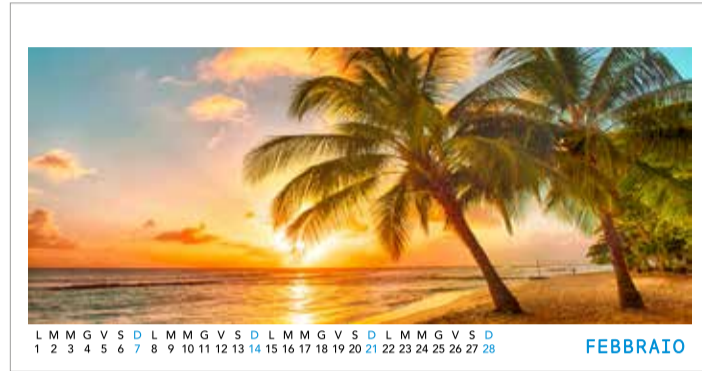 L M M G V S D L M M G V S D L M M G V S D L M M G V S D
1 2 3 4 5 6 7 8 9 10 11 12 13 14 15 16 17 18 19 20 21 22 23 24 25 26 27 28
FEBBRAIO